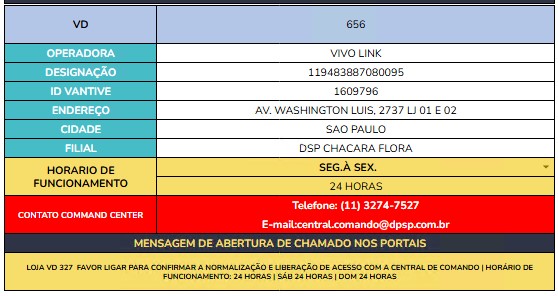 VD 656
OPERADORA VIVO LINK
DESIGNAÇÃO 119483887080095
ID VANTIVE 1609796
ENDEREÇO AV. WASHINGTON LUIS, 2737 LJ 01 E 02
CIDADE SAO PAULO
FILIAL DSP CHACARA FLORA
HORARIO DE FUNCIONAMENTO SEG.À SEX.
24 HORAS
CONTATO COMMAND CENTER Telefone: (11) 3274-7527
E-mail:central.comando@dpsp.com.br
MENSAGEM DE ABERTURA DE CHAMADO NOS PORTAIS
LOJA VD 327 FAVOR LIGAR PARA CONFIRMAR A NORMALIZAÇÃO E LIBERAÇÃO DE ACESSO COM A CENTRAL DE COMANDO | HORÁRIO DE
FUNCIONAMENTO: 24 HORAS | SÁB 24 HORAS | DOM 24 HORAS